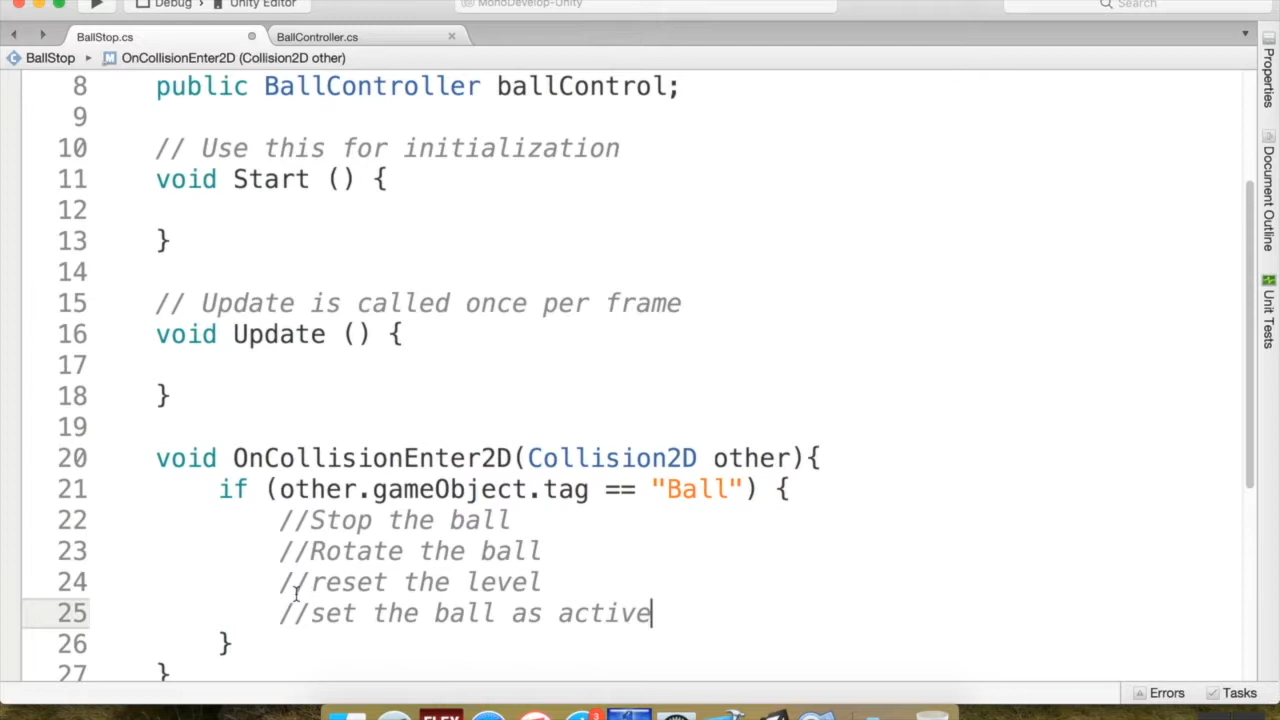 Debug
Unity Editor
MonoDevelop-Unity
Search
BallStop.cs
BallController.cs
BallStop
OnCollisionEnter2D (Collision2D other)
8 public BallController ballControl;
9
10 // Use this for initialization
11 void Start () {
12
13 }
14
15 // Update is called once per frame
16 void Update () {
17
18 }
19
20 void OnCollisionEnter2D(Collision2D other){
21 if (other.gameObject.tag == "Ball") {
22 //Stop the ball
23 //Rotate the ball
24 //reset the level
25 //set the ball as active
26 }
27 }
Properties
Document Outline
Unit Tests
Errors
Tasks
FLEX
3